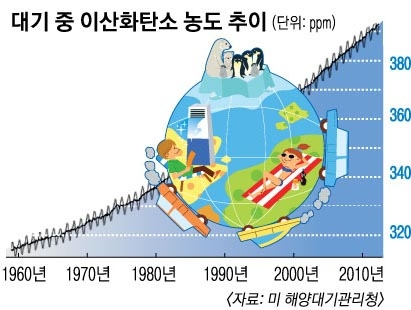 대기 중 이산화탄소 농도 추이 (단위: ppm)
380
360
340
320
1960년 1970년 1980년 1990년 2000년 2010년
〈자료: 미 해양대기관리청〉